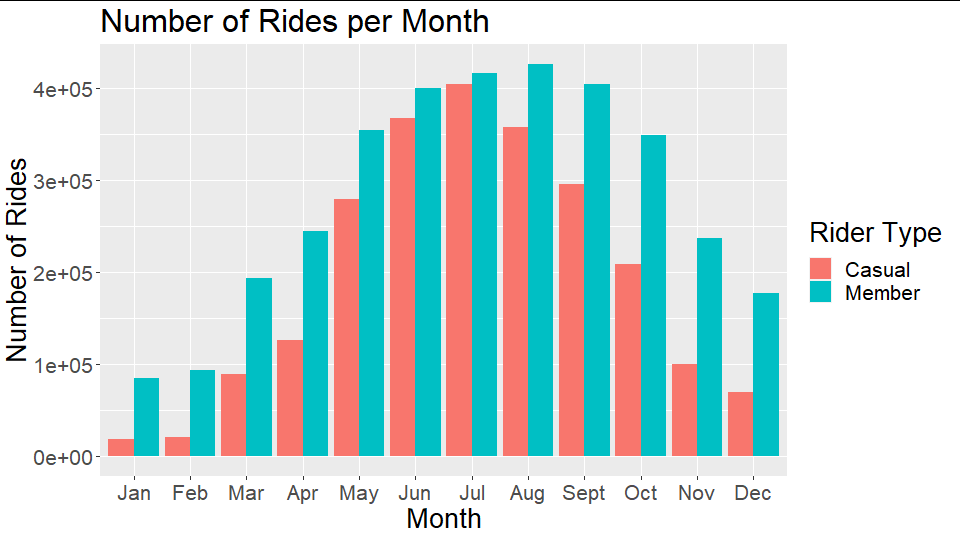 Number of Rides per Month
Number of Rides
4e+05
3e+05
2e+05
1e+05
0e+00
Jan Feb Mar Apr May Jun Jul Aug Sept Oct Nov Dec
Month
Rider Type
Casual
Member